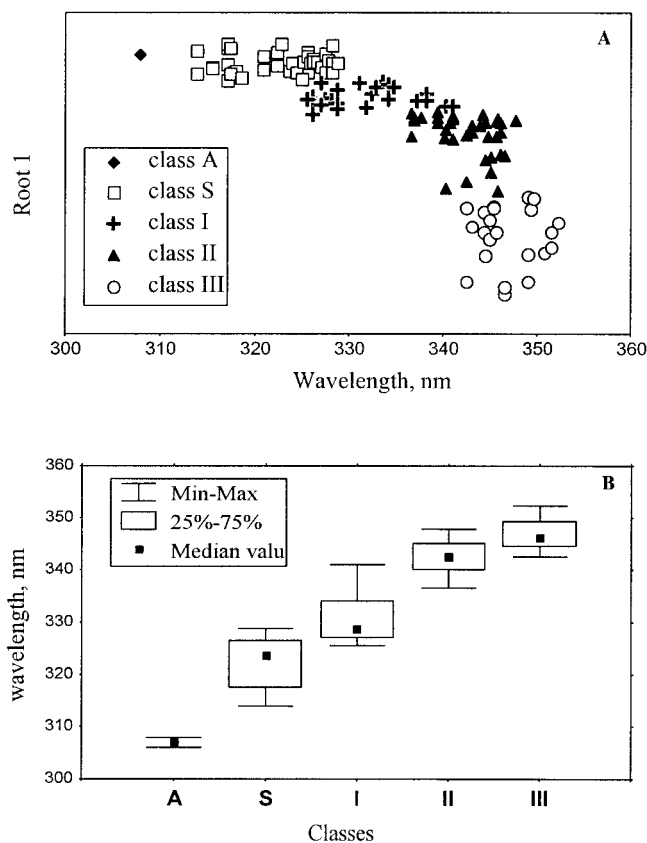 A
Root 1
class A
class S
class I
class II
class III
300 310 320 330 340 350 360
Wavelength, nm
B
360
350
340
330
320
310
300
wavelength, nm
Min-Max
25%-75%
Median valu
A S I II III
Classes